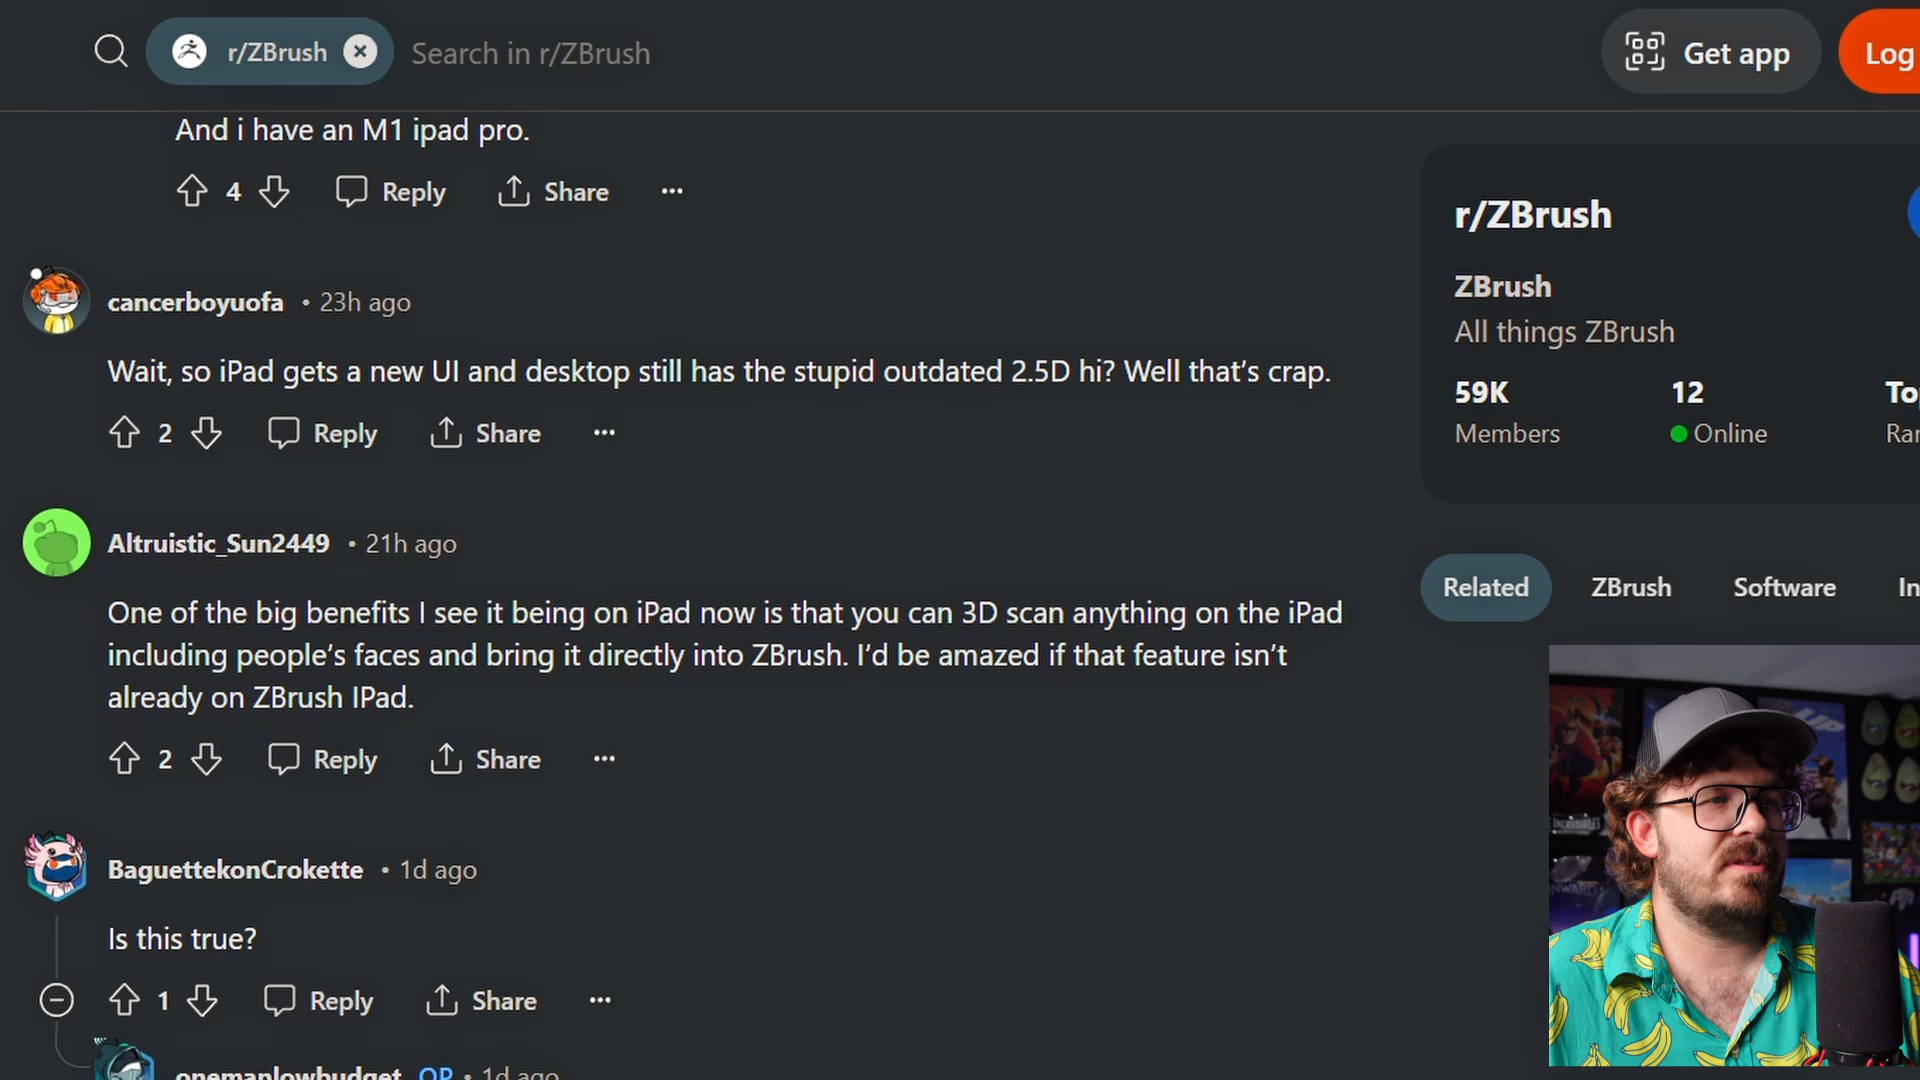 r/ZBrush
Search in r/ZBrush
Get app
Log
And i have an M1 ipad pro.
4
Reply
Share
cancerboyuofa • 23h ago
Wait, so iPad gets a new UI and desktop still has the stupid outdated 2.5D hi? Well that’s crap.
2
Reply
Share
Altruistic_Sun2449 • 21h ago
One of the big benefits I see it being on iPad now is that you can 3D scan anything on the iPad
including people’s faces and bring it directly into ZBrush. I’d be amazed if that feature isn’t
already on ZBrush IPad.
2
Reply
Share
BaguettekonCrokette • 1d ago
Is this true?
1
Reply
Share
onemanlowbudget OP • 1d ago
r/ZBrush
ZBrush
All things ZBrush
59K
Members
12
Online
Related
ZBrush
Software
UP